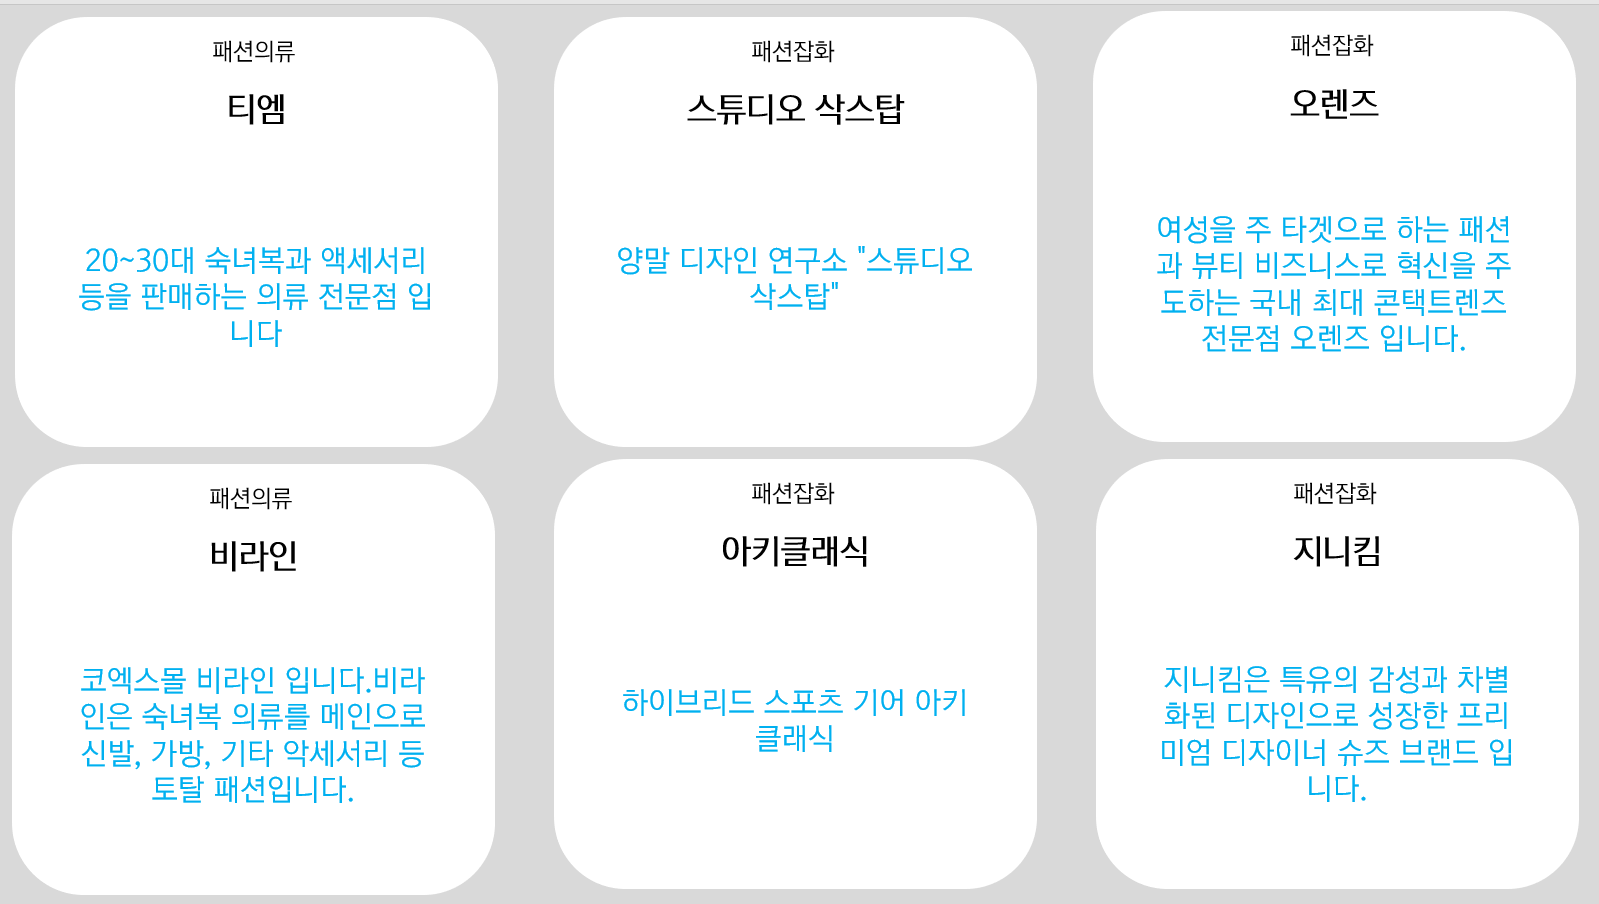 패션의류
티엠
20~30대 숙녀복과 액세서리
등을 판매하는 의류 전문점 입
니다
패션잡화
스튜디오 삭스탑
양말 디자인 연구소 "스튜디오
삭스탑"
패션잡화
오렌즈
여성을 주 타겟으로 하는 패션
과 뷰티 비즈니스로 혁신을 주
도하는 국내 최대 콘택트렌즈
전문점 오렌즈 입니다.
패션의류
비라인
코엑스몰 비라인 입니다.비라
인은 숙녀복 의류를 메인으로
신발, 가방, 기타 악세서리 등
토탈 패션입니다.
패션잡화
아키클래식
하이브리드 스포츠 기어 아키
클래식
패션잡화
지니킴
지니킴은 특유의 감성과 차별
화된 디자인으로 성장한 프리
미엄 디자이너 슈즈 브랜드 입
니다.